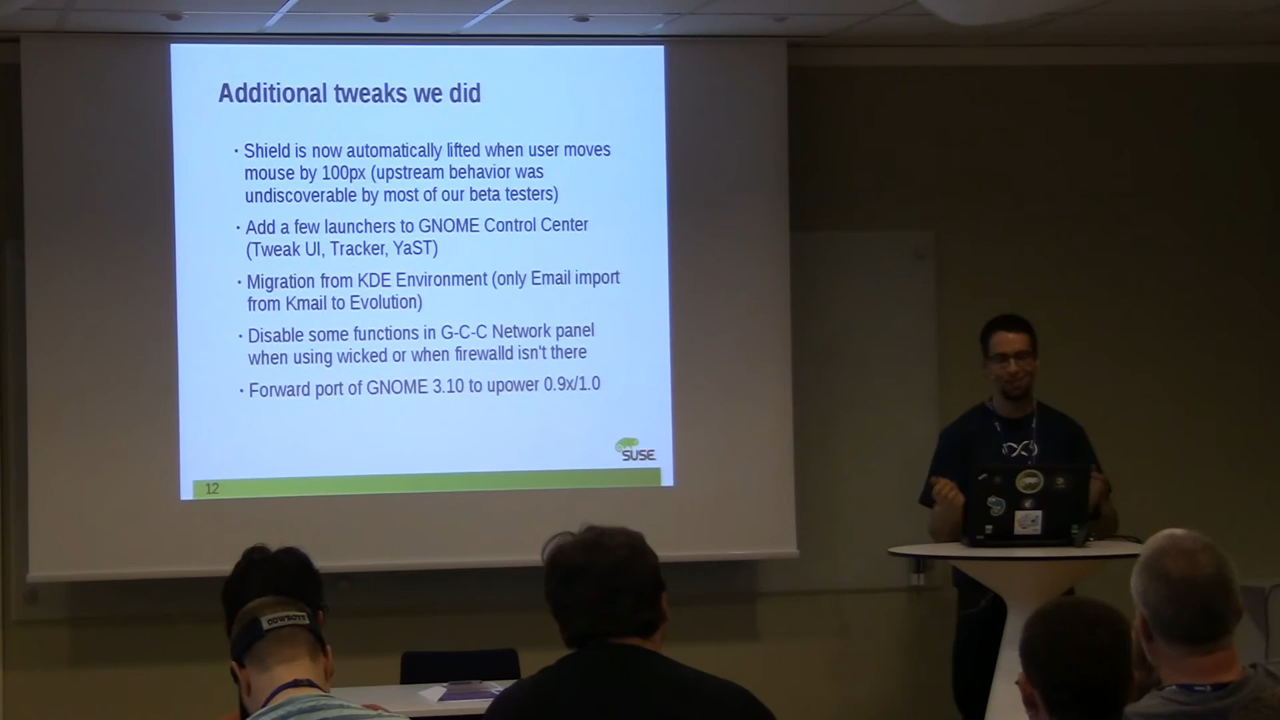 Additional tweaks we did
· Shield is now automatically lifted when user moves
mouse by 100px (upstream behavior was
undiscoverable by most of our beta testers)
· Add a few launchers to GNOME Control Center
(Tweak UI, Tracker, YaST)
· Migration from KDE Environment (only Email import
from Kmail to Evolution)
· Disable some functions in G-C-C Network panel
when using wicked or when firewalld isn't there
· Forward port of GNOME 3.10 to upower 0.9x/1.0
SUSE
12
COWBOYS